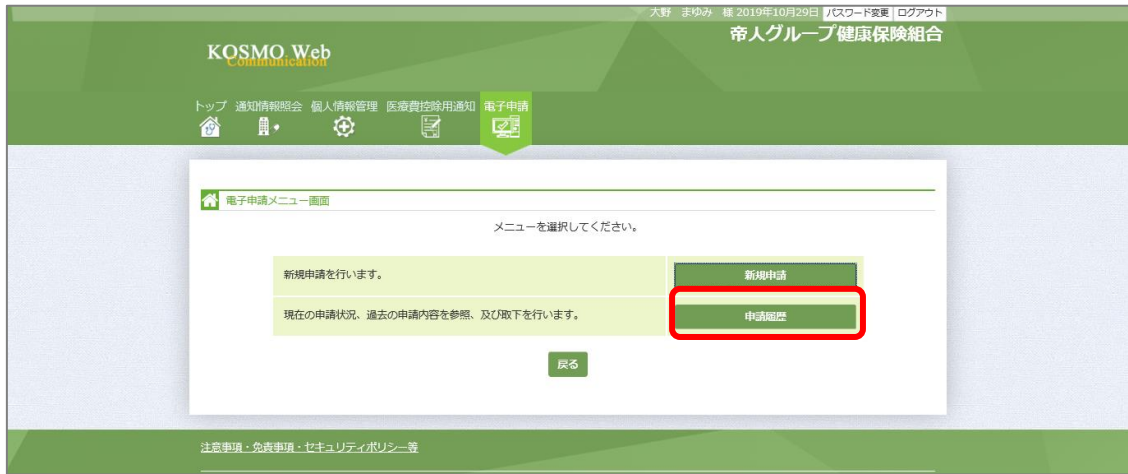 大野 まゆみ 様 2019年10月29日 パスワード変更 ログアウト
帝人グループ健康保険組合
KOSMO Web
Communication
トップ 通知情報照会 個人情報管理 医療費控除用通知 電子申請
電子申請メニュー画面
メニューを選択してください。
新規申請を行います。 新規申請
現在の申請状況、過去の申請内容を参照、及び取下を行います。 申請履歴
戻る
注意事項・免責事項・セキュリティポリシー等